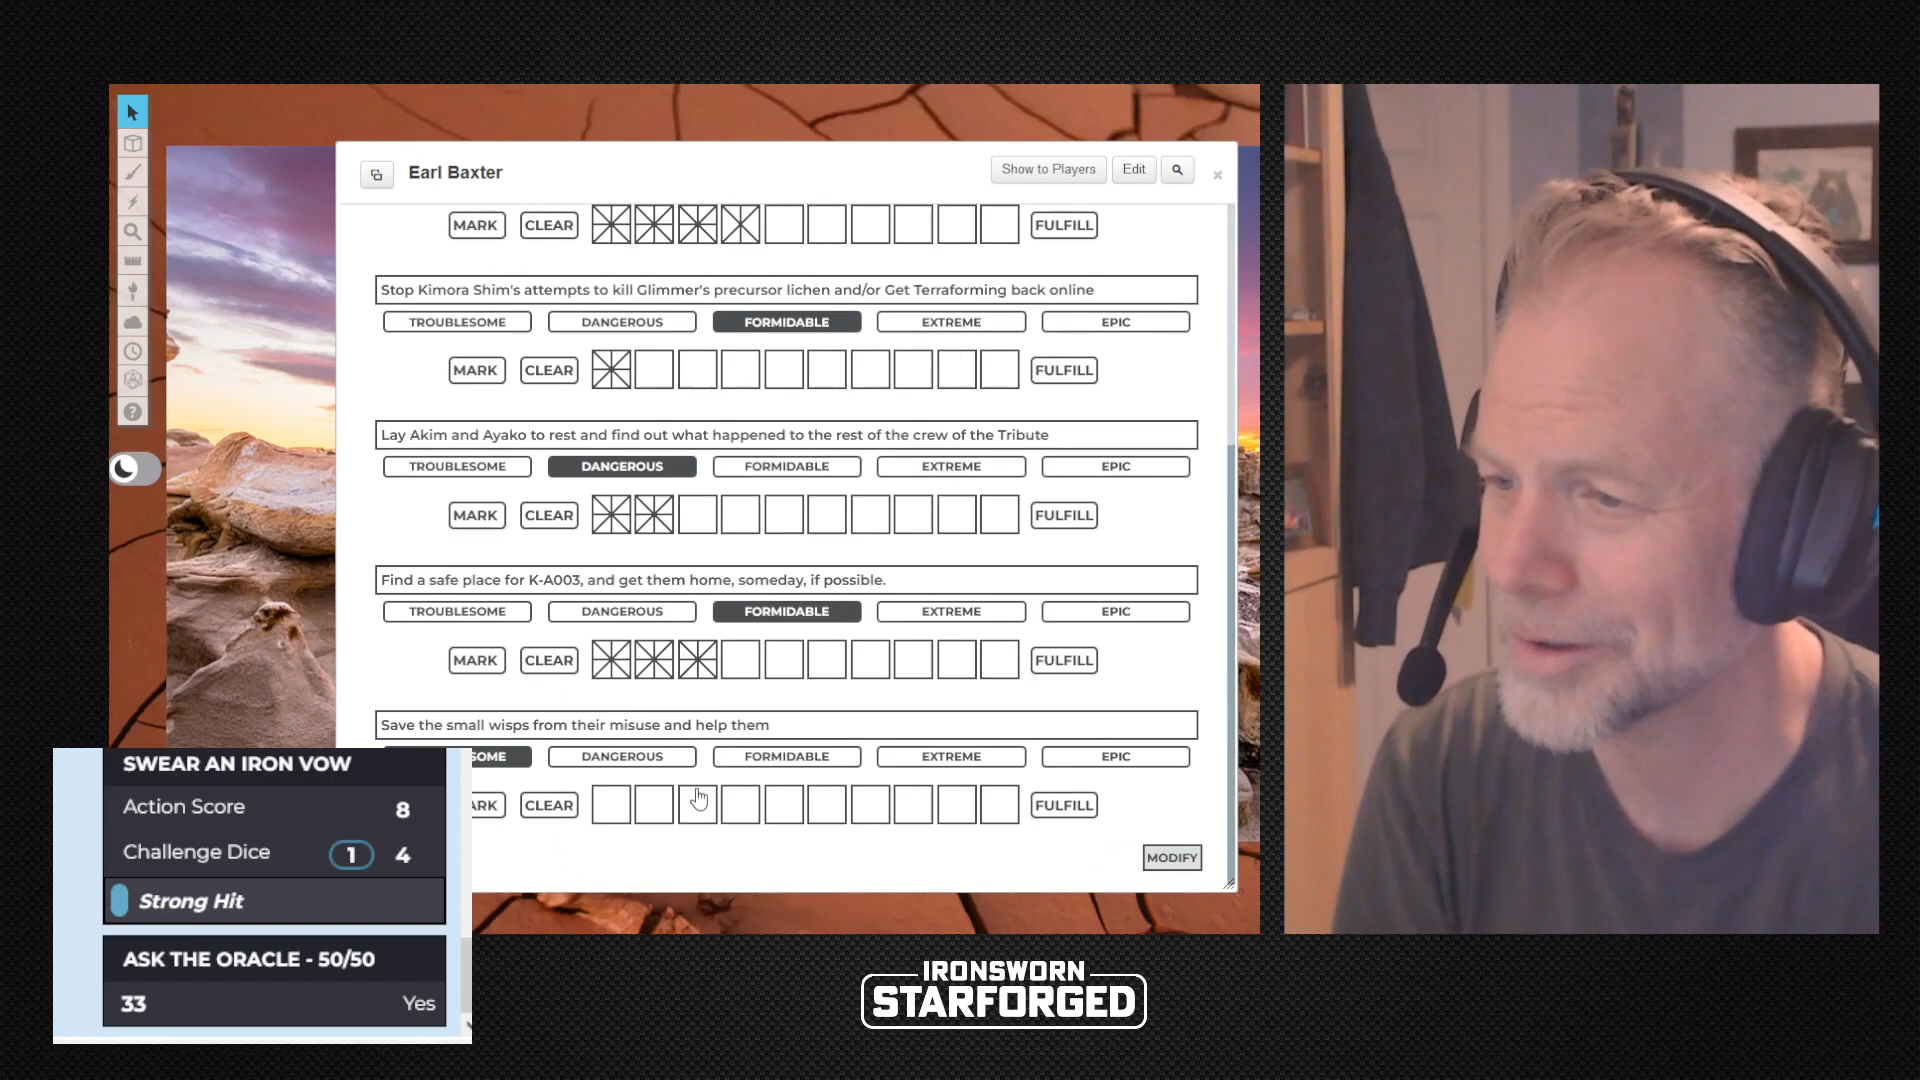 Earl Baxter
Show to Players
Edit
MARK
CLEAR
FULFILL
Stop Kimora Shim's attempts to kill Glimmer's precursor lichen and/or Get Terraforming back online
TROUBLESOME
DANGEROUS
FORMIDABLE
EXTREME
EPIC
MARK
CLEAR
FULFILL
Lay Akim and Ayako to rest and find out what happened to the rest of the crew of the Tribute
TROUBLESOME
DANGEROUS
FORMIDABLE
EXTREME
EPIC
MARK
CLEAR
FULFILL
Find a safe place for K-A003, and get them home, someday, if possible.
TROUBLESOME
DANGEROUS
FORMIDABLE
EXTREME
EPIC
MARK
CLEAR
FULFILL
Save the small wisps from their misuse and help them
SOME
DANGEROUS
FORMIDABLE
EXTREME
EPIC
ARK
CLEAR
FULFILL
MODIFY
SWEAR AN IRON VOW
Action Score 8
Challenge Dice 1 4
Strong Hit
ASK THE ORACLE - 50/50
33 Yes
IRONSWORN
STARFORGED